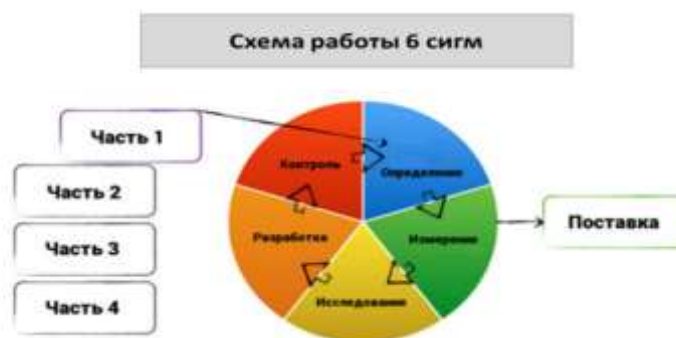 Схема работы 6 сигм
Часть 1
Контроль
Определение
Часть 2
Поставка
Измерение
Разработка
Часть 3
Исследование
Часть 4